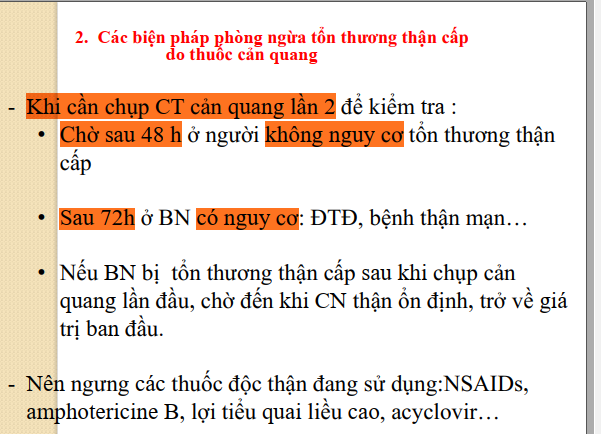 2. Các biện pháp phòng ngừa tổn thương thận cấp
do thuốc cản quang
- Khi cần chụp CT cản quang lần 2 để kiểm tra :
• Chờ sau 48 h ở người không nguy cơ tổn thương thận
cấp
• Sau 72h ở BN có nguy cơ: ĐTĐ, bệnh thận mạn…
• Nếu BN bị tổn thương thận cấp sau khi chụp cản
quang lần đầu, chờ đến khi CN thận ổn định, trở về giá
trị ban đầu.
- Nên ngưng các thuốc độc thận đang sử dụng:NSAIDs,
amphotericine B, lợi tiểu quai liều cao, acyclovir…